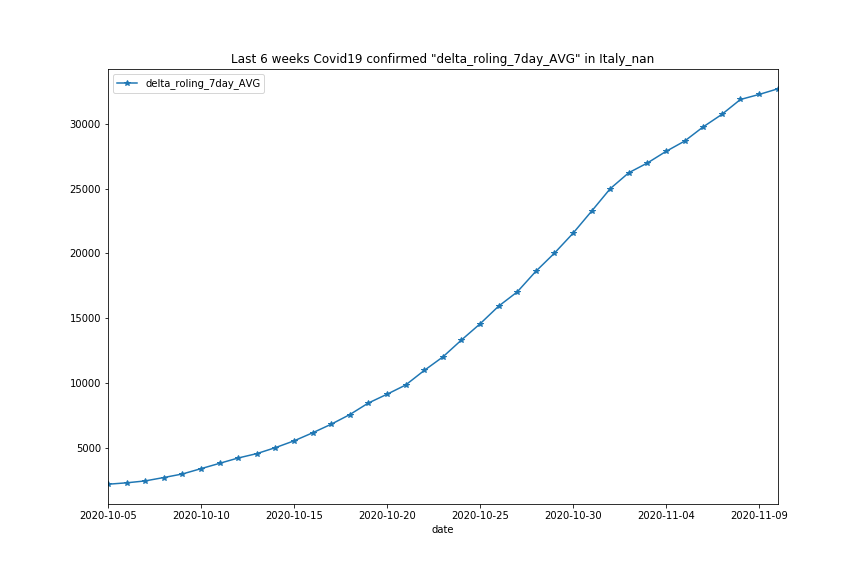 Last 6 weeks Covid19 confirmed "delta_roling_7day_AVG" in Italy_nan
delta_roling_7day_AVG
30000
25000
20000
15000
10000
5000
2020-10-05 2020-10-10 2020-10-15 2020-10-20 2020-10-25 2020-10-30 2020-11-04 2020-11-09
date